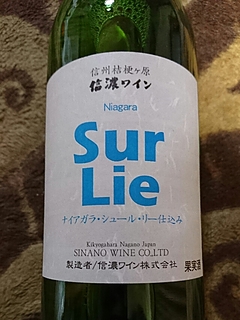 信州桔梗ヶ原
信濃ワイン
Niagara
Sur
Lie
ナイアガラ・シュール・リー仕込み
Kikyogahara Nagano Japan
SINANO WINE CO.,LTD
製造者/信濃ワイン株式会社
果実酒